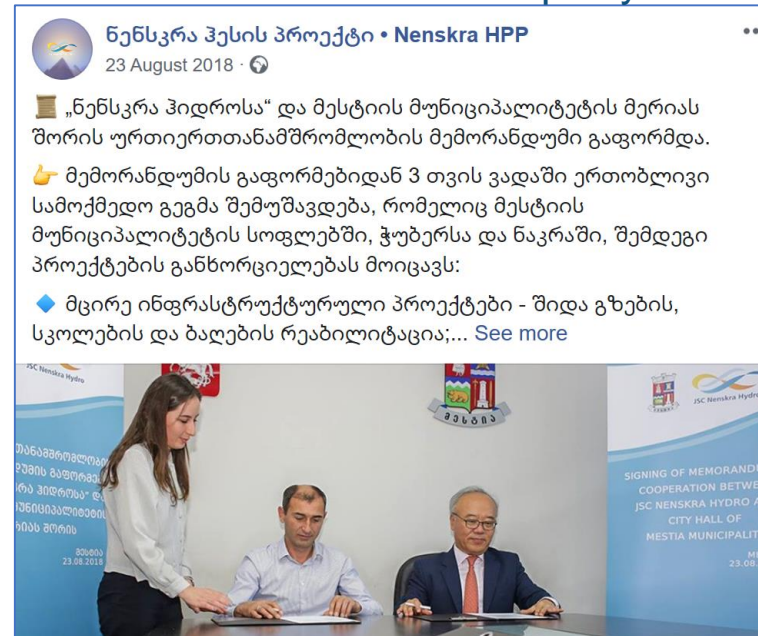 ნენსკრა ჰესის პროექტი • Nenskra HPP
23 August 2018 ·
„ნენსკრა ჰიდროსა“ და მესტიის მუნიციპალიტეტის მერიას
შორის ურთიერთთანამშრომლობის მემორანდუმი გაფორმდა.
მემორანდუმის გაფორმებიდან 3 თვის ვადაში ერთობლივი
სამოქმედო გეგმა შემუშავდება, რომელიც მესტიის
მუნიციპალიტეტის სოფლებში, ჭუბერსა და ნაკრაში, შემდეგი
პროექტების განხორციელებას მოიცავს:
მცირე ინფრასტრუქტურული პროექტები - შიდა გზების,
სკოლების და ბაღების რეაბილიტაცია;... See more
JSC Nenskra Hydro
ᲛᲔᲡᲢᲘᲐ
JSC Nenskra Hydro
ᲨᲝᲠᲘᲡ
ᲛᲔᲡᲢᲘᲐ
23.08.2018
SIGNING OF
COOPERATION
JSC NENSKRA HYDRO
CITY HALL OF
MESTIA